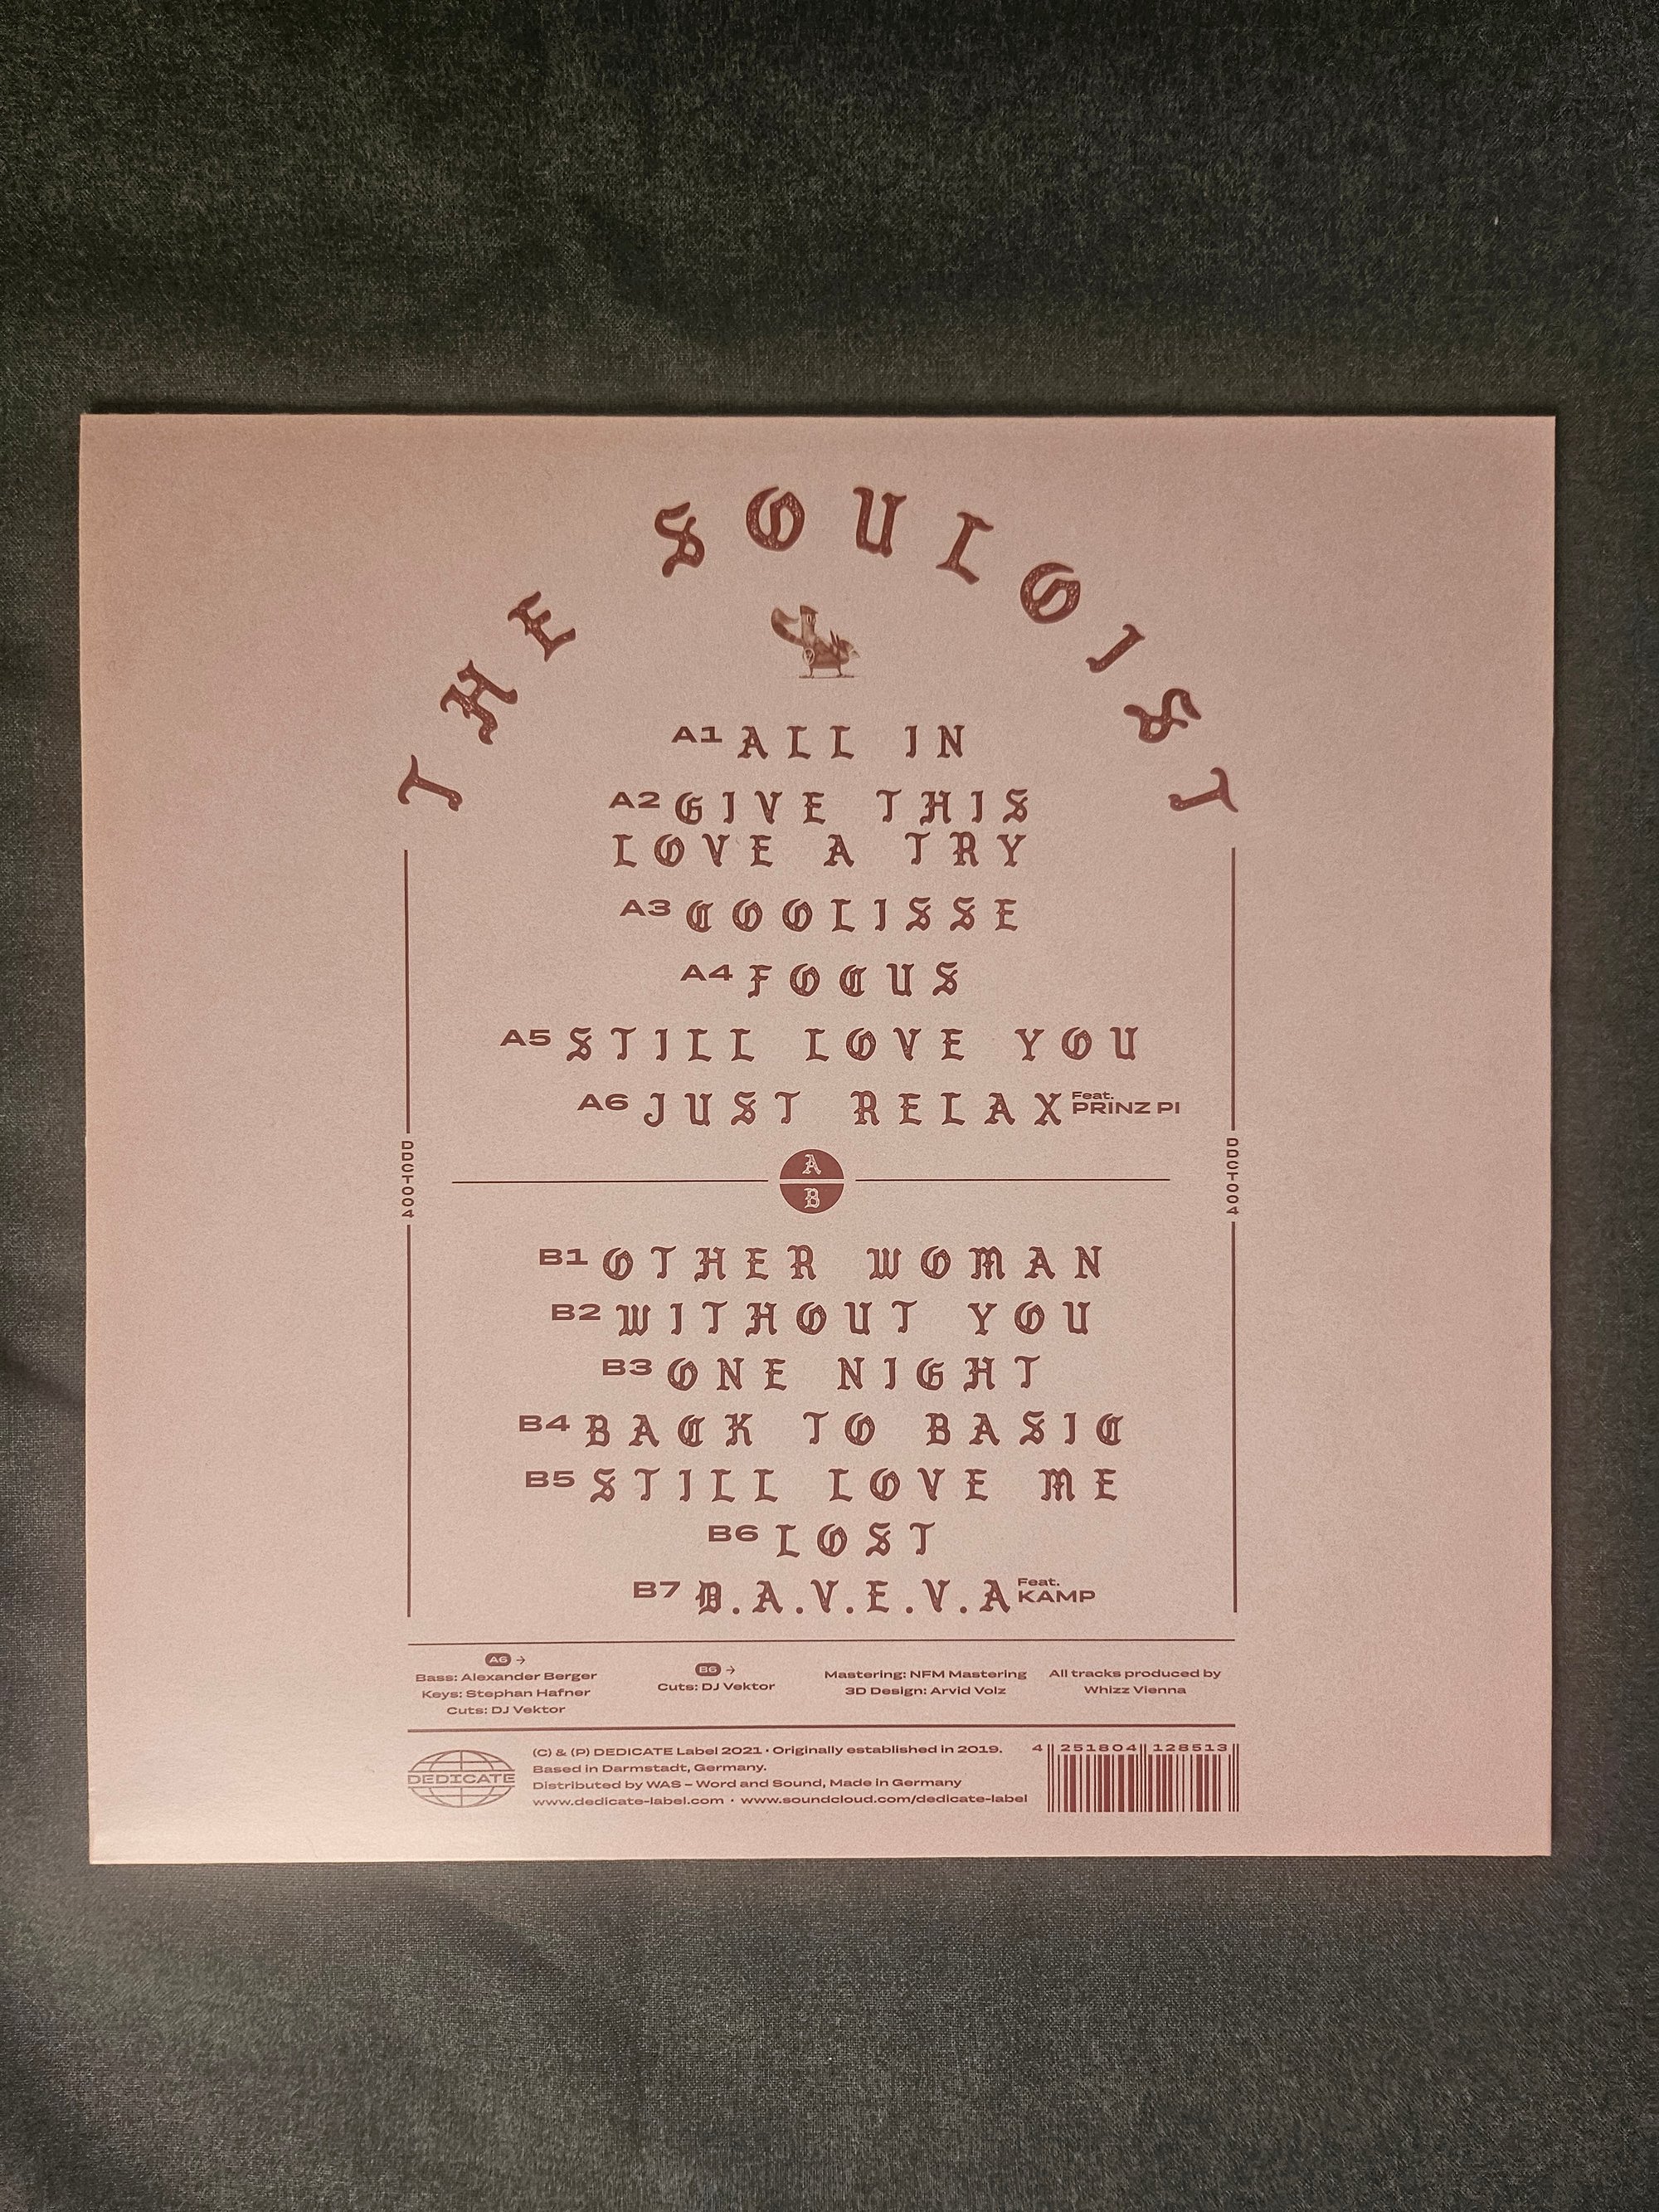 THE SOULOIST
A1 ALL IN
A2 GIVE THIS
LOVE A TRY
A3 COOLISSE
A4 FOCUS
A5 STILL LOVE YOU
A6 JUST RELAX Feat. PRINZ PI
DDCT004
DDCT004
A
B
B1 OTHER WOMAN
B2 WITHOUT YOU
B3 ONE NIGHT
B4 BACK TO BASIC
B5 STILL LOVE ME
B6 LOST
B7 D.A.V.E.V.A Feat. KAMP
A6 →
Bass: Alexander Berger
Keys: Stephan Hafner
Cuts: DJ Vektor
B6 →
Cuts: DJ Vektor
Mastering: NFM Mastering
3D Design: Arvid Volz
All tracks produced by
Whizz Vienna
DEDICATE
(C) & (P) DEDICATE Label 2021 · Originally established in 2019.
Based in Darmstadt, Germany.
Distributed by WAS – Word and Sound, Made in Germany
www.dedicate-label.com · www.soundcloud.com/dedicate-label
4 251804 128513